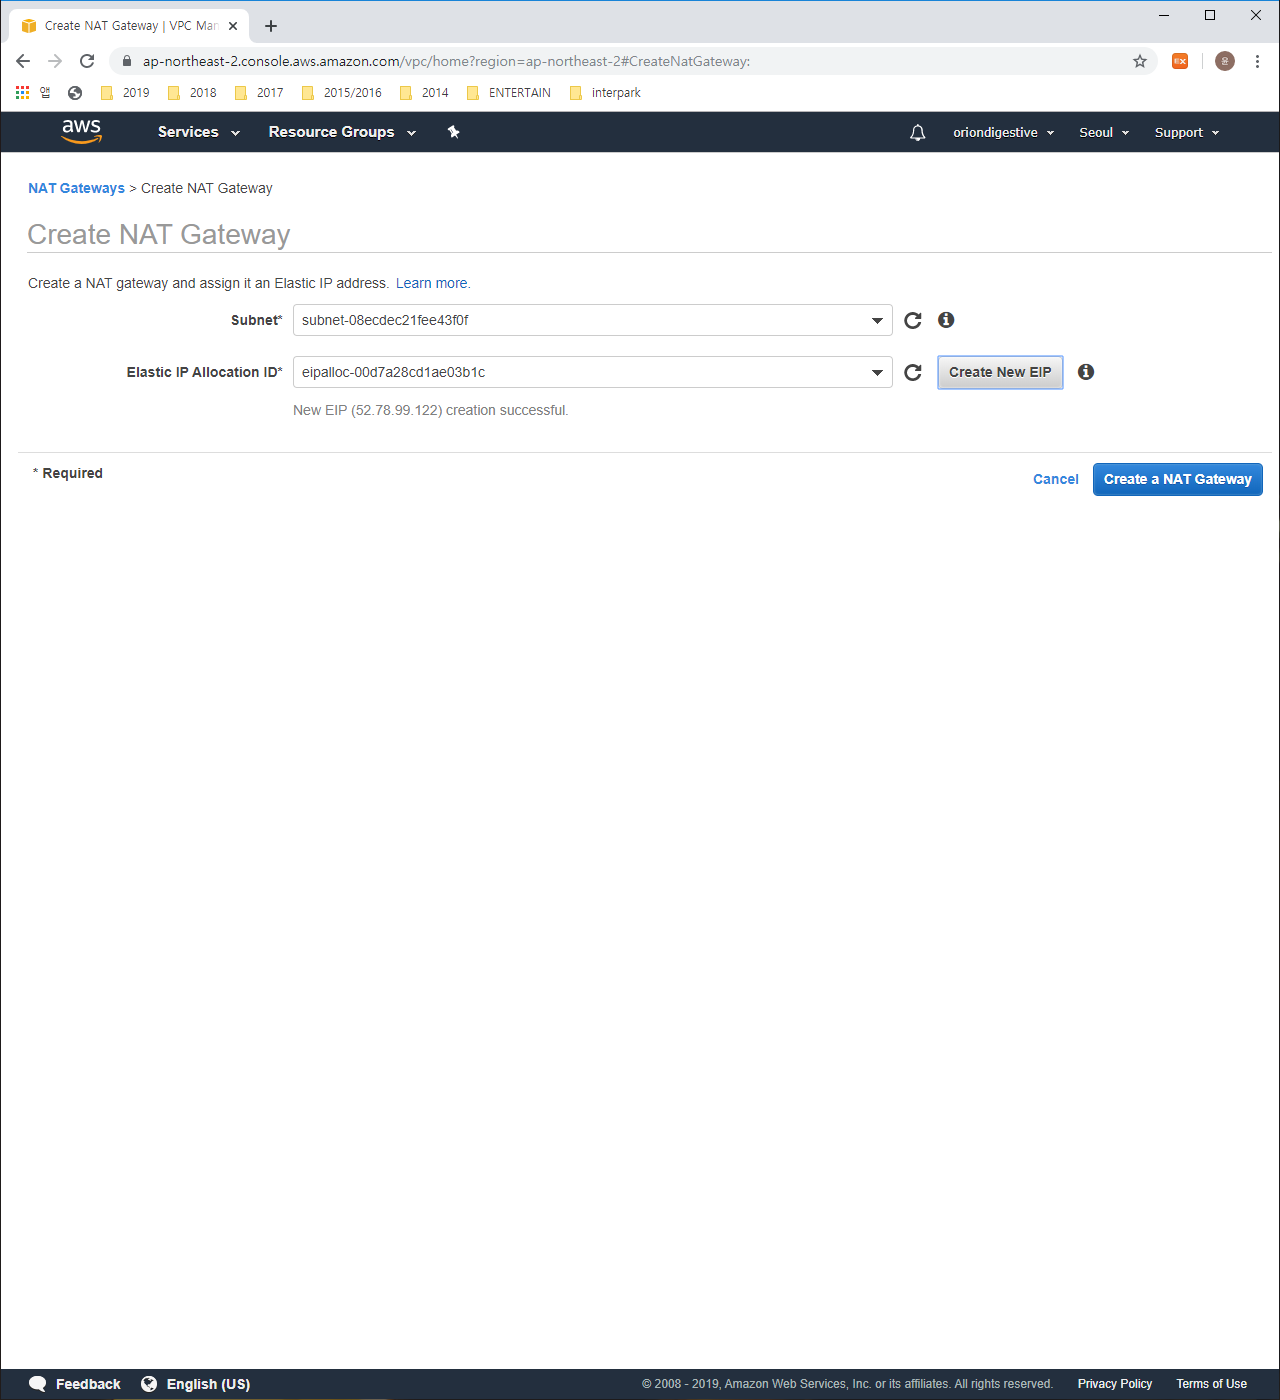 Create NAT Gateway | VPC Man
ap-northeast-2.console.aws.amazon.com/vpc/home?region=ap-northeast-2#CreateNatGateway:
2019 2018 2017 2015/2016 2014 ENTERTAIN interpark
aws Services Resource Groups oriondigestive Seoul Support
NAT Gateways > Create NAT Gateway
Create NAT Gateway
Create a NAT gateway and assign it an Elastic IP address. Learn more.
Subnet* subnet-08ecdec21fee43f0f
Elastic IP Allocation ID* eipalloc-00d7a28cd1ae03b1c Create New EIP
New EIP (52.78.99.122) creation successful.
* Required Cancel Create a NAT Gateway
Feedback English (US) © 2008 - 2019, Amazon Web Services, Inc. or its affiliates. All rights reserved. Privacy Policy Terms of Use